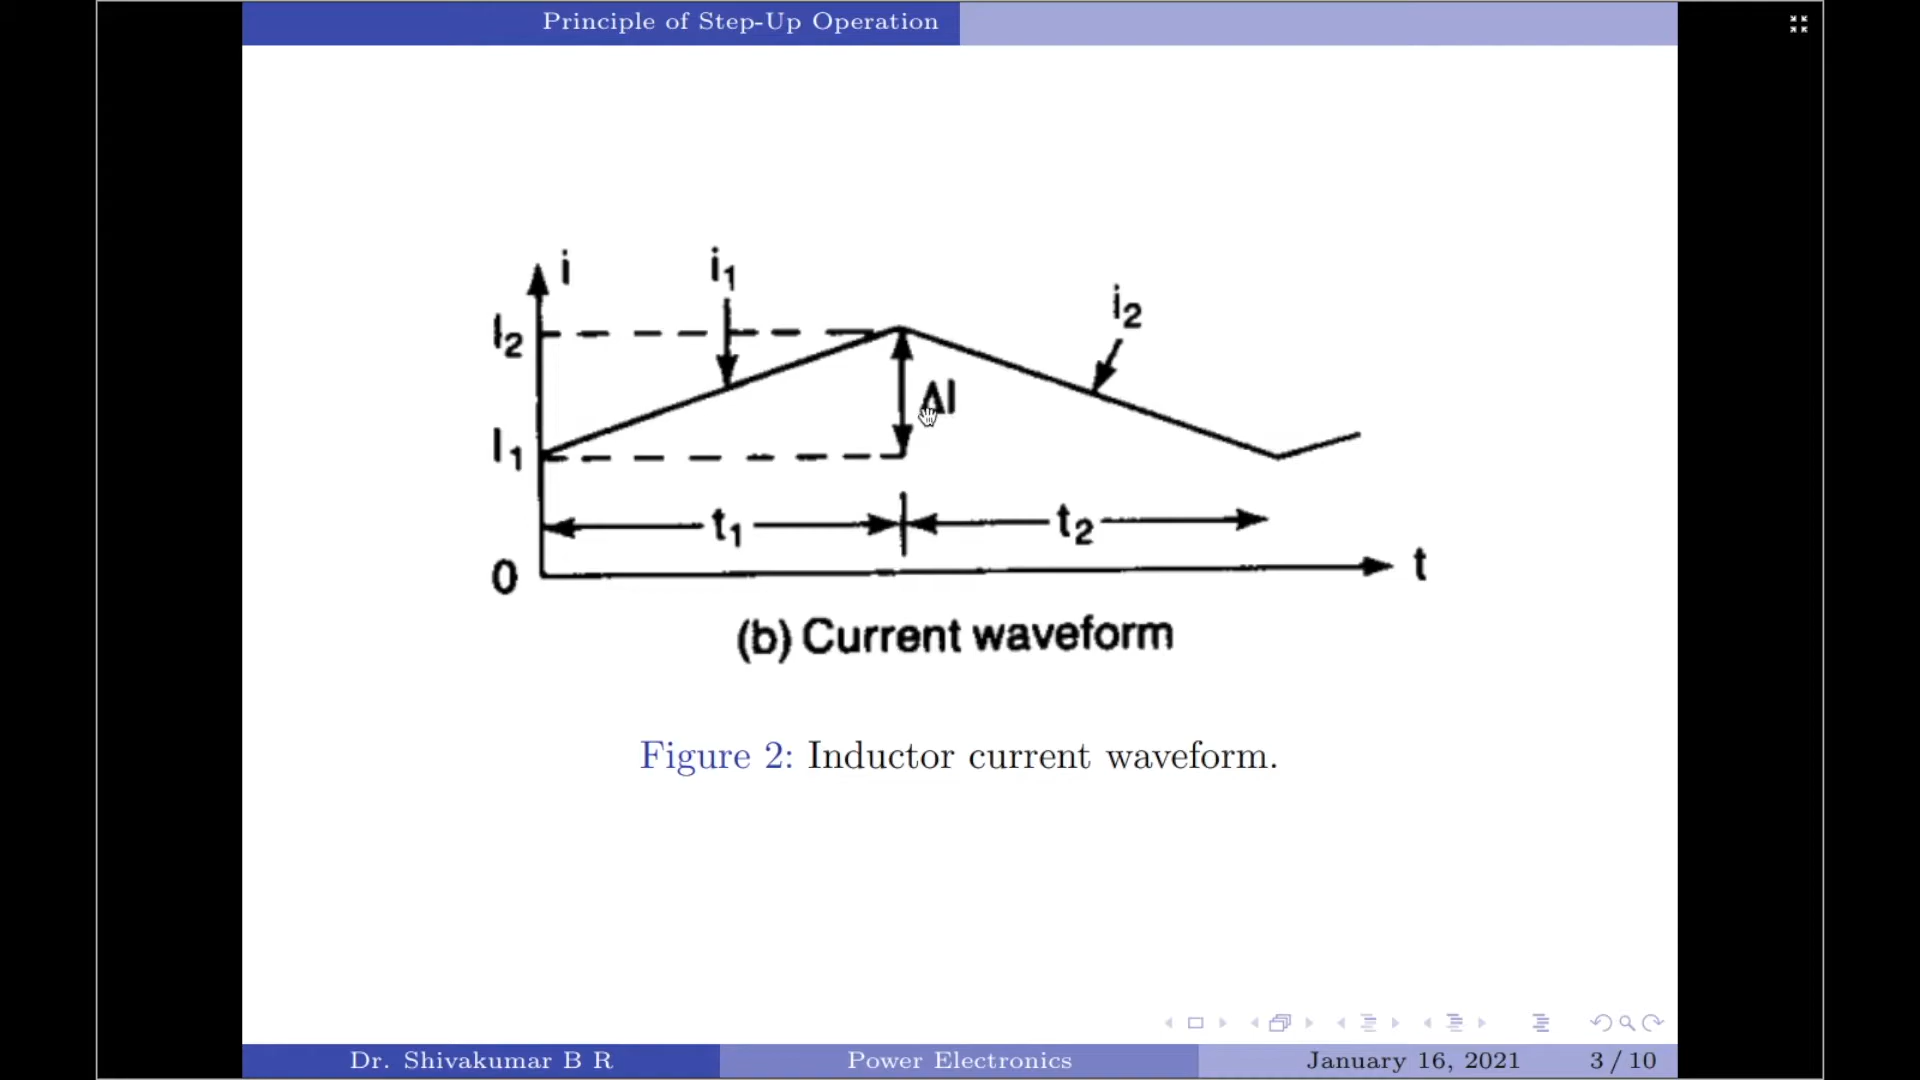 Principle of Step-Up Operation
i
i₁
i₂
I₂
ΔI
I₁
t₁
t₂
0
t
(b) Current waveform
Figure 2: Inductor current waveform.
Dr. Shivakumar B R
Power Electronics
January 16, 2021
3 / 10